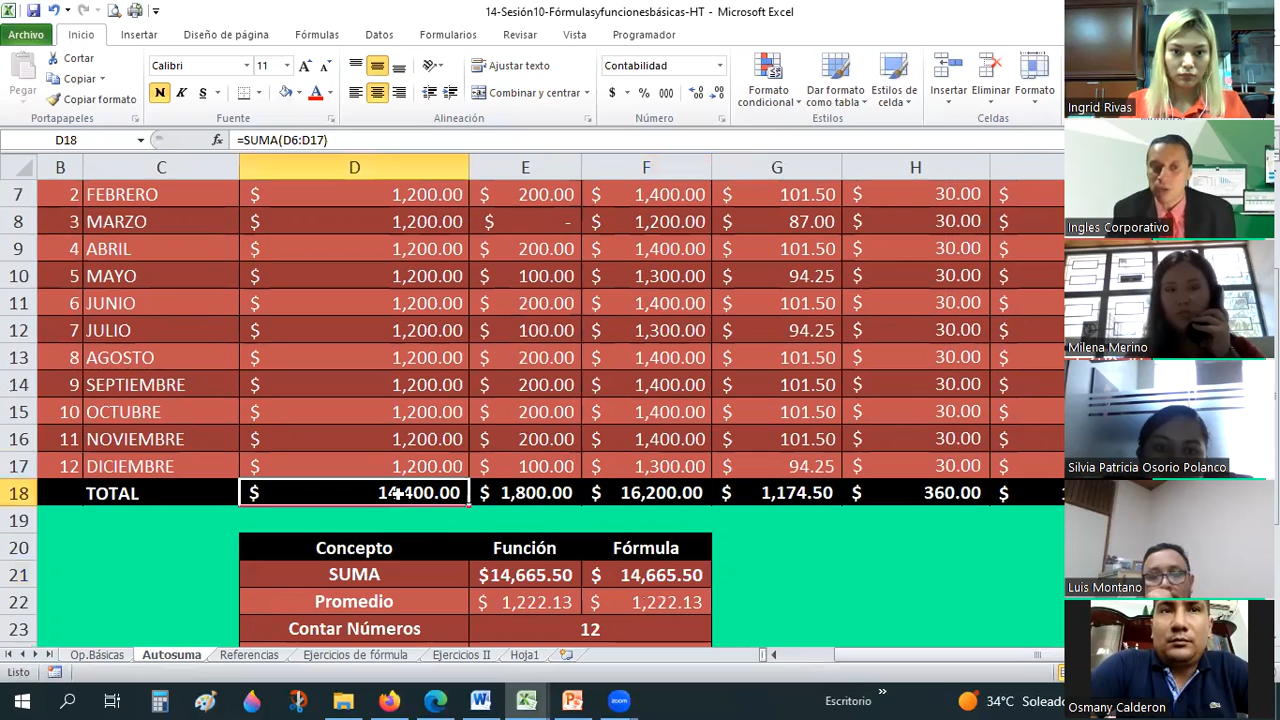 14-Sesión10-Fórmulasyfuncionesbásicas-HT - Microsoft Excel
Archivo Inicio Insertar Diseño de página Fórmulas Datos Formularios Revisar Vista Programador
Pegar Cortar Copiar Copiar formato
Portapapeles
Calibri 11
N K S
Fuente
Ajustar texto
Combinar y centrar
Alineación
Contabilidad
$ % 000
Número
Formato condicional Dar formato como tabla Estilos de celda
Estilos
Insertar Eliminar Formato
Celdas
D18 fx =SUMA(D6:D17)
B C D E F G H
7 2 FEBRERO $ 1,200.00 $ 200.00 $ 1,400.00 $ 101.50 $ 30.00 $
8 3 MARZO $ 1,200.00 $ - $ 1,200.00 $ 87.00 $ 30.00 $
9 4 ABRIL $ 1,200.00 $ 200.00 $ 1,400.00 $ 101.50 $ 30.00 $
10 5 MAYO $ 1,200.00 $ 100.00 $ 1,300.00 $ 94.25 $ 30.00 $
11 6 JUNIO $ 1,200.00 $ 200.00 $ 1,400.00 $ 101.50 $ 30.00 $
12 7 JULIO $ 1,200.00 $ 100.00 $ 1,300.00 $ 94.25 $ 30.00 $
13 8 AGOSTO $ 1,200.00 $ 200.00 $ 1,400.00 $ 101.50 $ 30.00 $
14 9 SEPTIEMBRE $ 1,200.00 $ 200.00 $ 1,400.00 $ 101.50 $ 30.00 $
15 10 OCTUBRE $ 1,200.00 $ 200.00 $ 1,400.00 $ 101.50 $ 30.00 $
16 11 NOVIEMBRE $ 1,200.00 $ 200.00 $ 1,400.00 $ 101.50 $ 30.00 $
17 12 DICIEMBRE $ 1,200.00 $ 100.00 $ 1,300.00 $ 94.25 $ 30.00 $
18 TOTAL $ 14,400.00 $ 1,800.00 $ 16,200.00 $ 1,174.50 $ 360.00 $
19
20 Concepto Función Fórmula
21 SUMA $14,665.50 $ 14,665.50
22 Promedio $ 1,222.13 $ 1,222.13
23 Contar Números 12
Op.Básicas Autosuma Referencias Ejercicios de fórmula Ejercicios II Hoja1
Listo
Escritorio 34°C Soleado
Ingrid Rivas
Ingles Corporativo
Milena Merino
Silvia Patricia Osorio Polanco
Luis Montano
Osmany Calderon